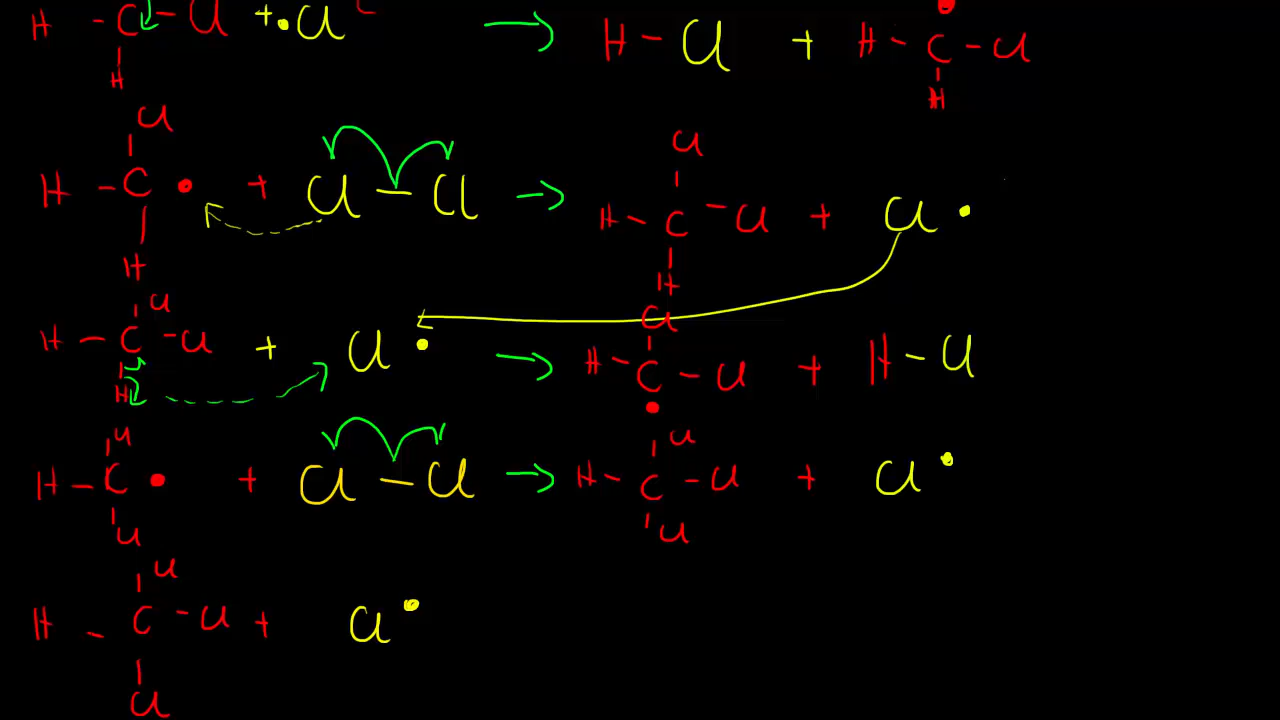 H - C - Cl + •Cl → H - Cl + H - C - Cl
H H
Cl Cl
H - C • + Cl - Cl → H - C - Cl + Cl •
H H
Cl Cl
H - C - Cl + Cl • → H - C - Cl + H - Cl
H •
Cl Cl
H - C • + Cl - Cl → H - C - Cl + Cl •
Cl Cl
Cl
H - C - Cl + Cl •
Cl